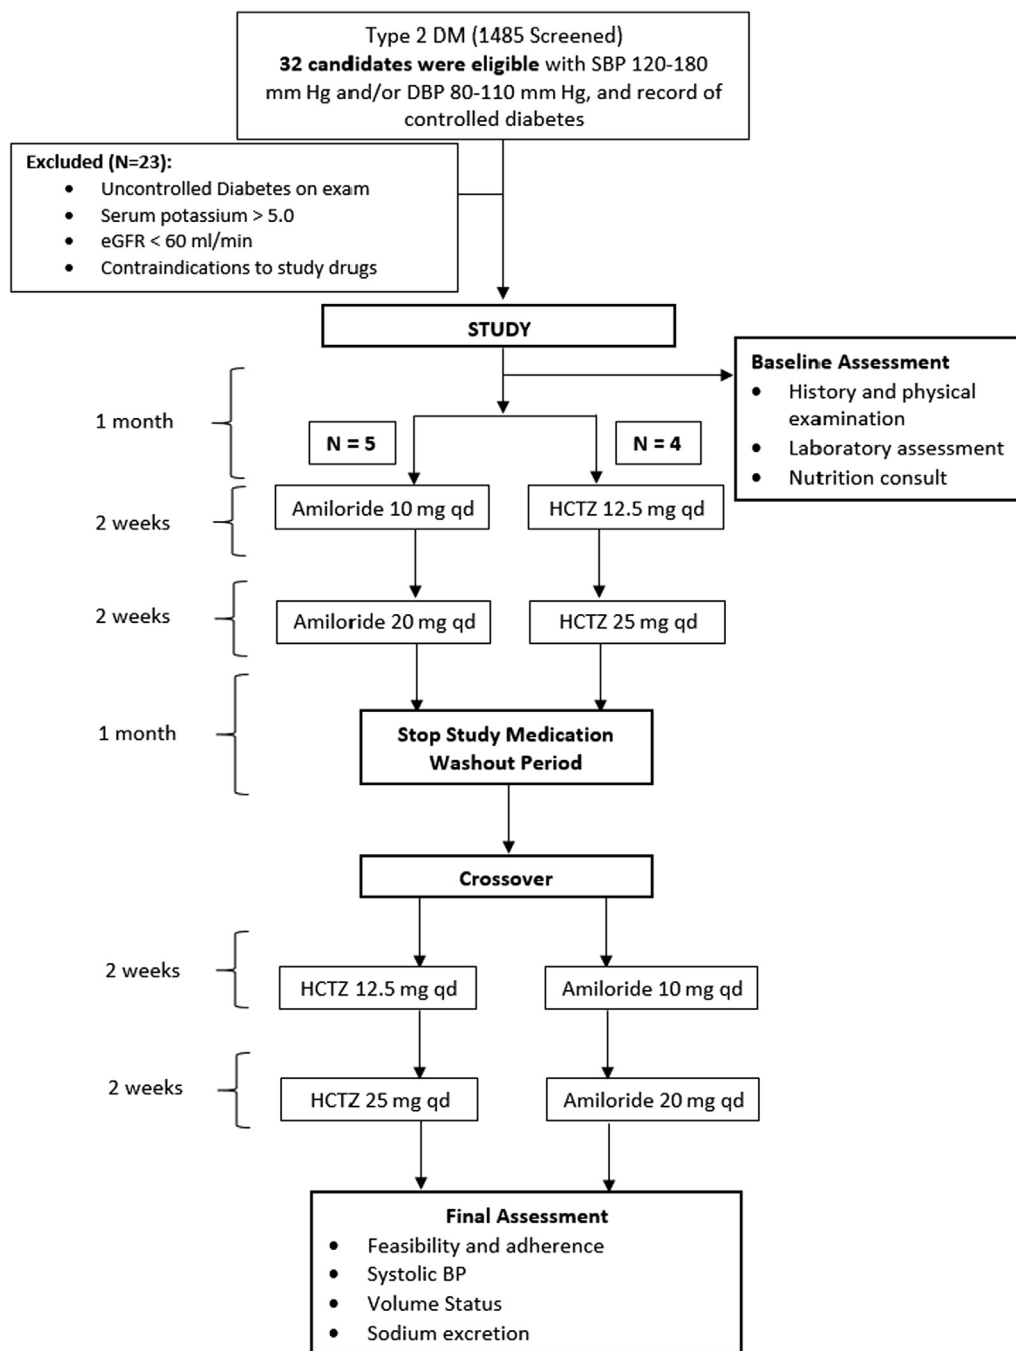 Type 2 DM (1485 Screened)
32 candidates were eligible with SBP 120-180
mm Hg and/or DBP 80-110 mm Hg, and record of
controlled diabetes
Excluded (N=23):
• Uncontrolled Diabetes on exam
• Serum potassium > 5.0
• eGFR < 60 ml/min
• Contraindications to study drugs
STUDY
Baseline Assessment
• History and physical
examination
• Laboratory assessment
• Nutrition consult
1 month
N = 5
N = 4
2 weeks
Amiloride 10 mg qd
HCTZ 12.5 mg qd
2 weeks
Amiloride 20 mg qd
HCTZ 25 mg qd
1 month
Stop Study Medication
Washout Period
Crossover
2 weeks
HCTZ 12.5 mg qd
Amiloride 10 mg qd
2 weeks
HCTZ 25 mg qd
Amiloride 20 mg qd
Final Assessment
• Feasibility and adherence
• Systolic BP
• Volume Status
• Sodium excretion